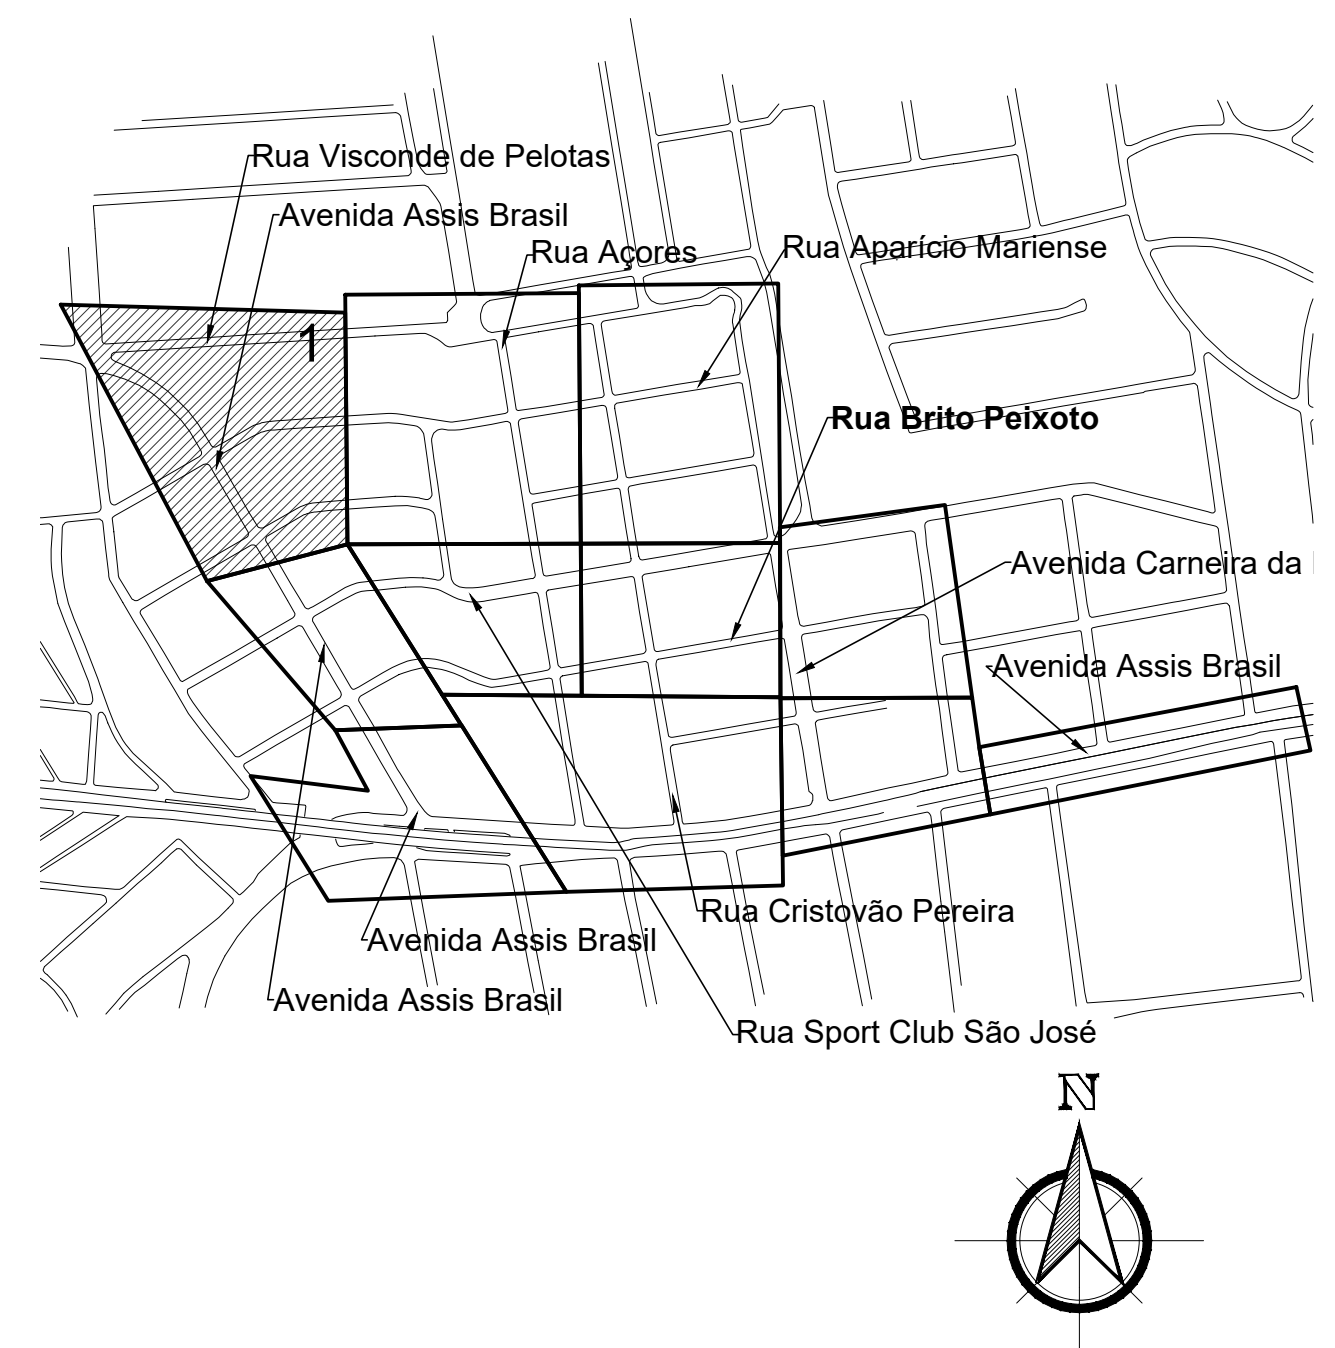 Rua Visconde de Pelotas
Avenida Assis Brasil
Rua Açores
Rua Aparício Mariense
1
Rua Brito Peixoto
Avenida Carneira da
Avenida Assis Brasil
Rua Cristovão Pereira
Avenida Assis Brasil
Avenida Assis Brasil
Rua Sport Club São José
N